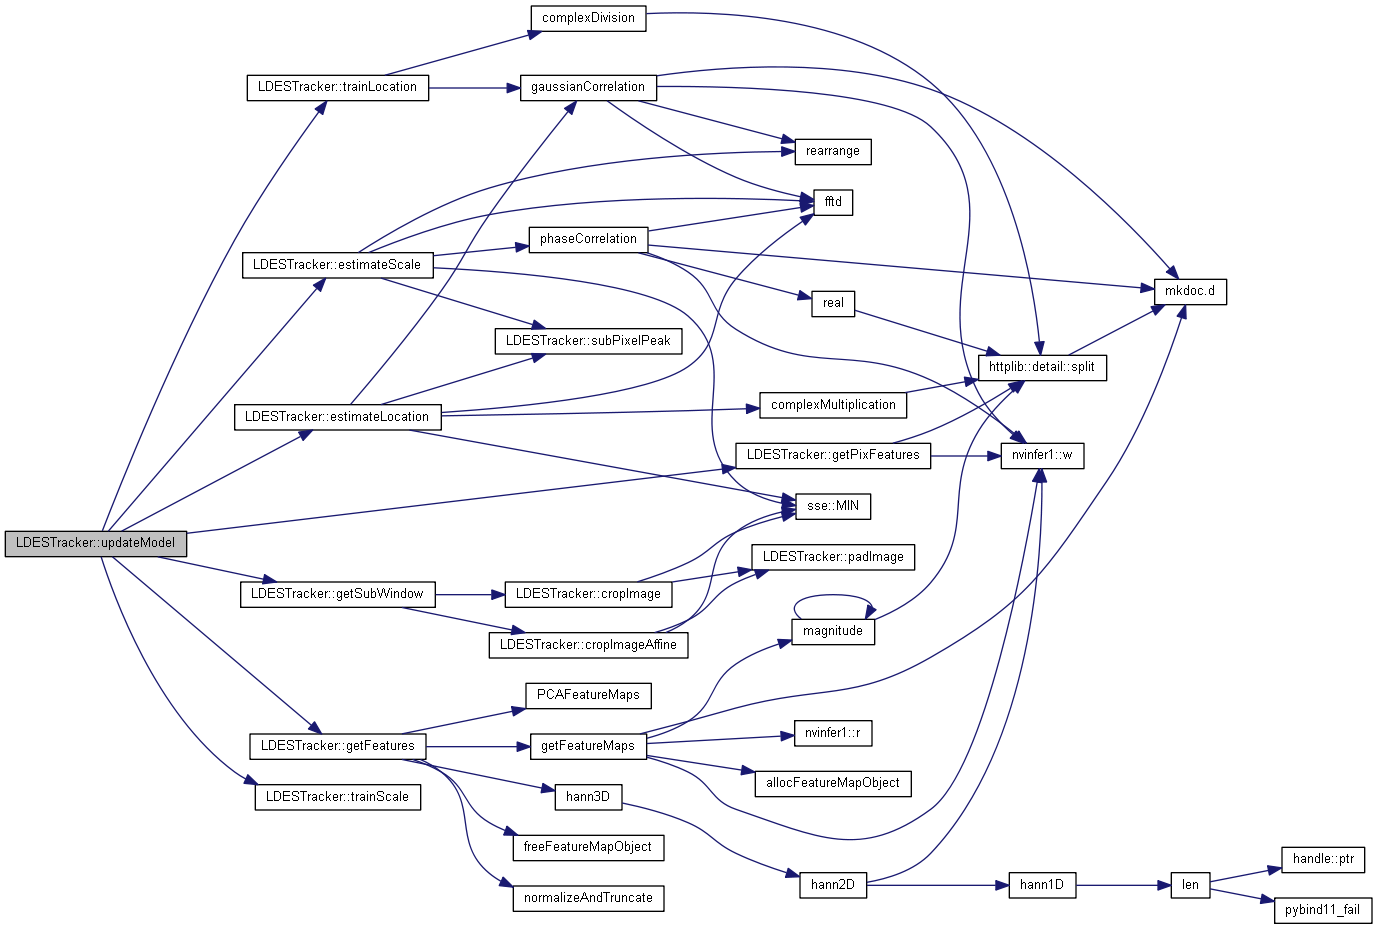 complexDivision
LDESTracker::trainLocation
gaussianCorrelation
rearrange
fftd
phaseCorrelation
LDESTracker::estimateScale
mkdoc.d
real
LDESTracker::subPixelPeak
httplib::detail::split
complexMultiplication
LDESTracker::estimateLocation
LDESTracker::getPixFeatures
nvinfer1::w
sse::MIN
LDESTracker::updateModel
LDESTracker::padImage
LDESTracker::getSubWindow
LDESTracker::cropImage
magnitude
LDESTracker::cropImageAffine
PCAFeatureMaps
nvinfer1::r
LDESTracker::getFeatures
getFeatureMaps
allocFeatureMapObject
LDESTracker::trainScale
hann3D
freeFeatureMapObject
handle::ptr
hann2D
hann1D
len
normalizeAndTruncate
pybind11_fail